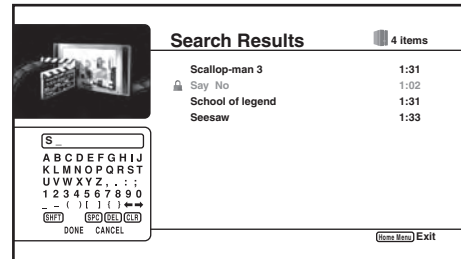 Search Results
4 items
Scallop-man 3 1:31
Say No 1:02
School of legend 1:31
Seesaw 1:33
S _
A B C D E F G H I J
K L M N O P Q R S T
U V W X Y Z , . : ;
1 2 3 4 5 6 7 8 9 0
_ – ( ) [ ] { } ⬅ ➡
SHFT SPC DEL CLR
DONE CANCEL
Home Menu Exit